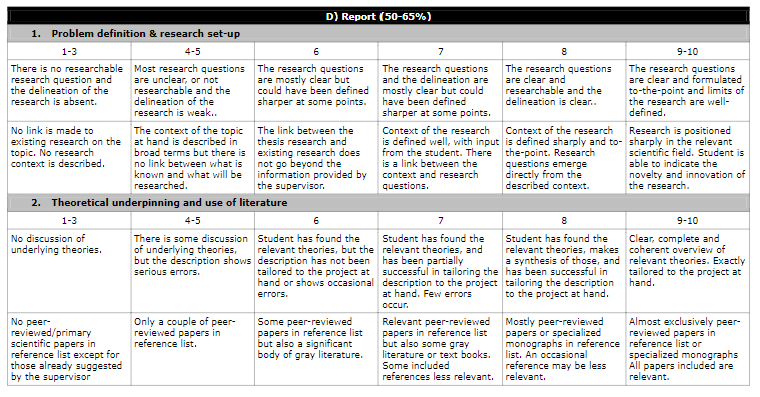 D) Report (50-65%)
1. Problem definition & research set-up
1-3 4-5 6 7 8 9-10
There is no researchable
research question and
the delineation of the
research is absent.
Most research questions
are unclear, or not
researchable and the
delineation of the
research is weak..
The research questions
are mostly clear but
could have been defined
sharper at some points.
The research questions
and the delineation are
mostly clear but could
have been defined
sharper at some points.
The research questions
are clear and
researchable and the
delineation is clear..
The research questions
are clear and formulated
to-the-point and limits of
the research are well-
defined.
No link is made to
existing research on the
topic. No research
context is described.
The context of the topic
at hand is described in
broad terms but there is
no link between what is
known and what will be
researched.
The link between the
thesis research and
existing research does
not go beyond the
information provided by
the supervisor.
Context of the research
is defined well, with input
from the student. There
is a link between the
context and research
questions.
Context of the research
is defined sharply and to-
the-point. Research
questions emerge
directly from the
described context.
Research is positioned
sharply in the relevant
scientific field. Student is
able to indicate the
novelty and innovation of
the research.
2. Theoretical underpinning and use of literature
1-3 4-5 6 7 8 9-10
No discussion of
underlying theories.
There is some discussion
of underlying theories,
but the description shows
serious errors.
Student has found the
relevant theories, but the
description has not been
tailored to the project at
hand or shows occasional
errors.
Student has found the
relevant theories, and
has been partially
successful in tailoring the
description to the project
at hand. Few errors
occur.
Student has found the
relevant theories, makes
a synthesis of those, and
has been successful in
tailoring the description
to the project at hand.
Clear, complete and
coherent overview of
relevant theories. Exactly
tailored to the project at
hand.
No peer-
reviewed/primary
scientific papers in
reference list except for
those already suggested
by the supervisor
Only a couple of peer-
reviewed papers in
reference list.
Some peer-reviewed
papers in reference list
but also a significant
body of gray literature.
Relevant peer-reviewed
papers in reference list
but also some gray
literature or text books.
Some included
references less relevant.
Mostly peer-reviewed
papers or specialized
monographs in reference
list. An occasional
reference may be less
relevant.
Almost exclusively peer-
reviewed papers in
reference list or
specialized monographs
All papers included are
relevant.